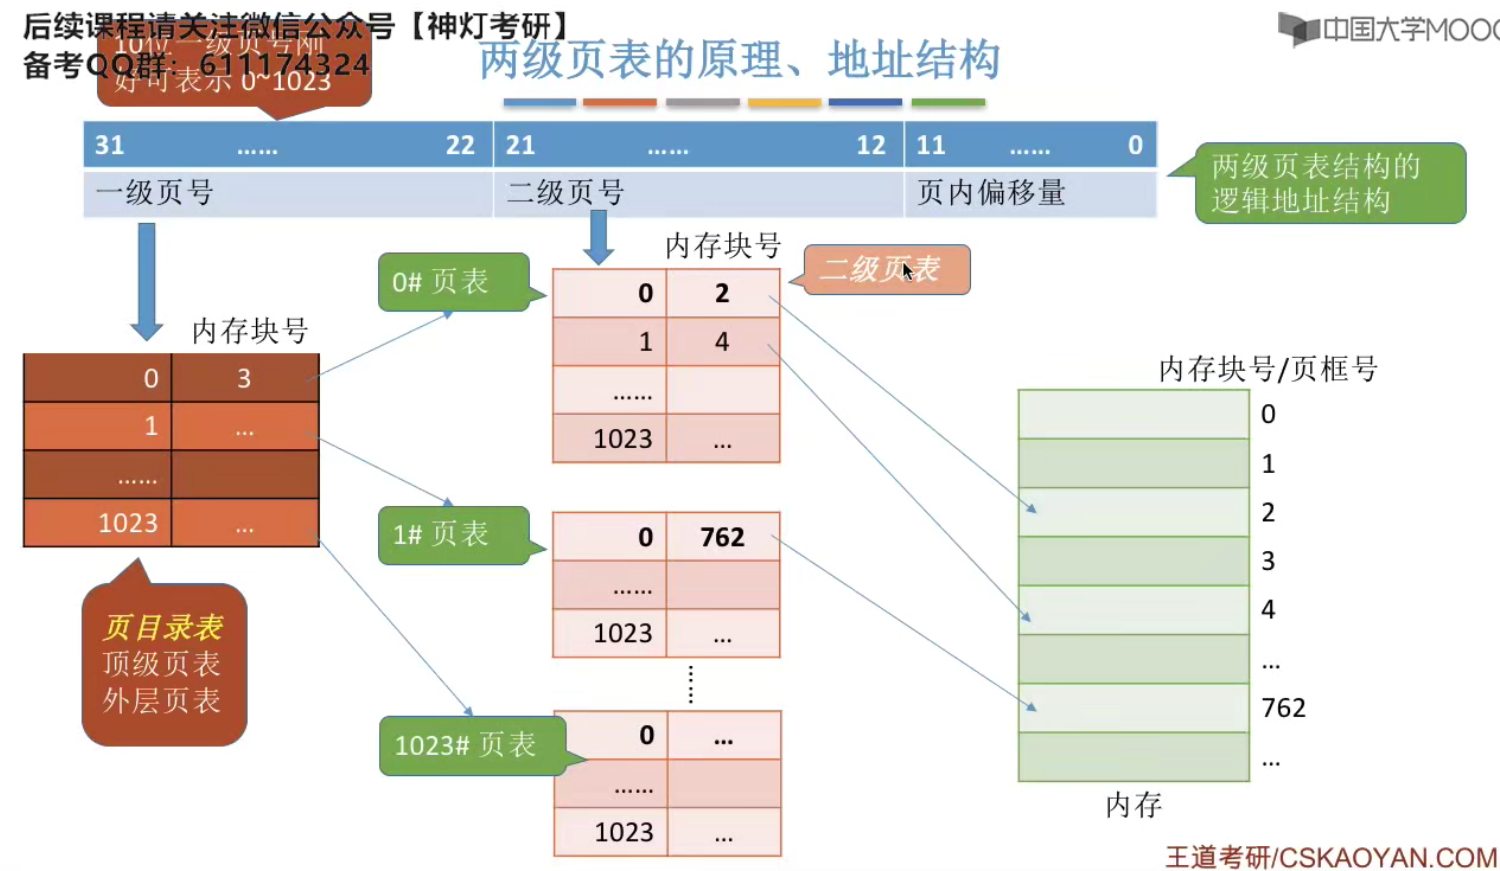 后续课程请关注微信公众号【神灯考研】
10位一级页号刚
备考QQ群：611174324
好可表示 0~1023
两级页表的原理、地址结构
中国大学MOOC
31 …… 22 21 …… 12 11 …… 0
一级页号 二级页号 页内偏移量
两级页表结构的
逻辑地址结构
内存块号
0 3
1 …
……
1023 …
页目录表
顶级页表
外层页表
0# 页表
内存块号
二级页表
0 2
1 4
……
1023 …
1# 页表
0 762
……
1023 …
……
1023# 页表
0 …
……
1023 …
内存块号/页框号
0
1
2
3
4
…
762
…
内存
王道考研/CSKAOYAN.COM